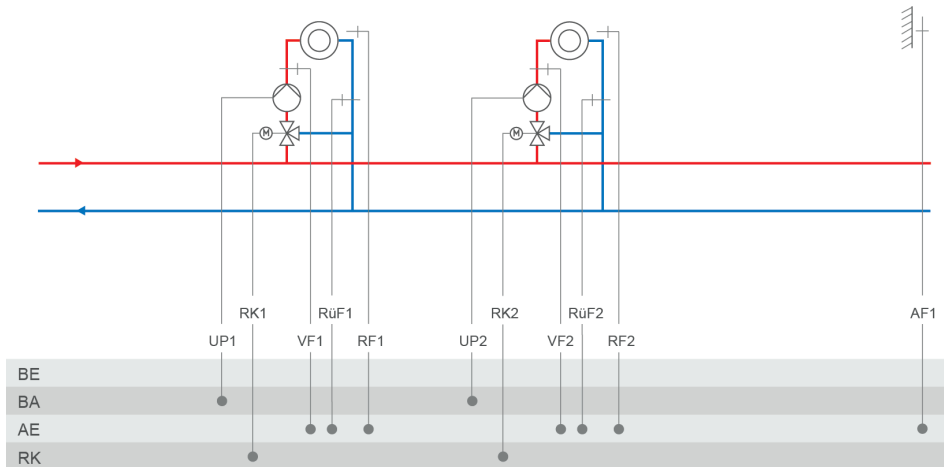 M M
RK1 RüF1 RK2 RüF2 AF1
UP1 VF1 RF1 UP2 VF2 RF2
BE
BA
AE
RK